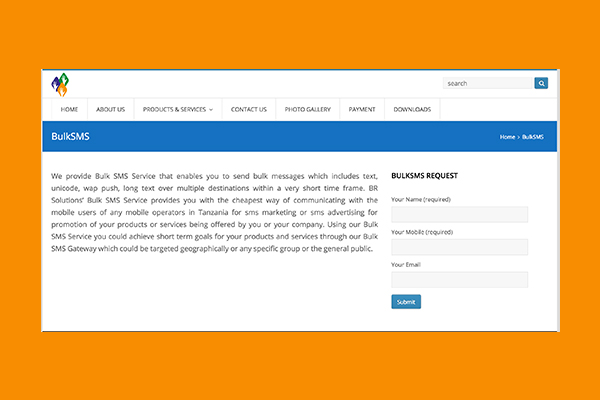 search
HOME ABOUT US PRODUCTS & SERVICES CONTACT US PHOTO GALLERY PAYMENT DOWNLOADS
BulkSMS
Home > BulkSMS
We provide Bulk SMS Service that enables you to send bulk messages which includes text,
unicode, wap push, long text over multiple destinations within a very short time frame. BR
Solutions' Bulk SMS Service provides you with the cheapest way of communicating with the
mobile users of any mobile operators in Tanzania for sms marketing or sms advertising for
promotion of your products or services being offered by you or your company. Using our Bulk
SMS Service you could achieve short term goals for your products and services through our Bulk
SMS Gateway which could be targeted geographically or any specific group or the general public.
BULKSMS REQUEST
Your Name (required)
Your Mobile (required)
Your Email
Submit